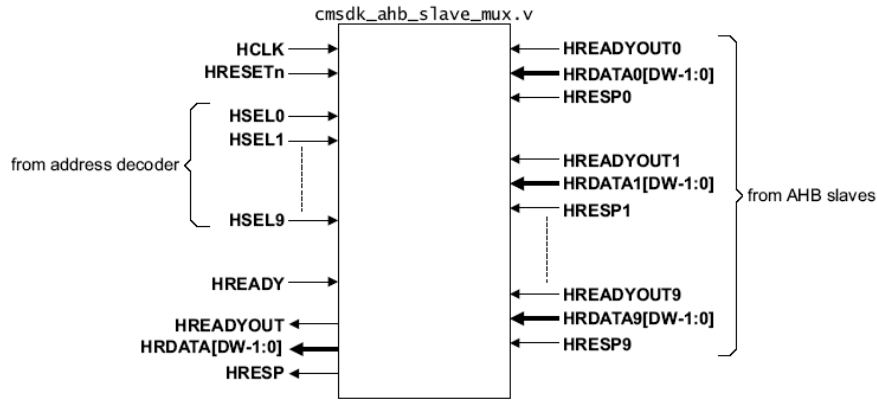 cmsdk_ahb_slave_mux.v
HCLK
HRESETn
HSEL0
HSEL1
from address decoder
HSEL9
HREADY
HREADYOUT
HRDATA[DW-1:0]
HRESP
HREADYOUT0
HRDATA0[DW-1:0]
HRESP0
HREADYOUT1
HRDATA1[DW-1:0]
HRESP1
from AHB slaves
HREADYOUT9
HRDATA9[DW-1:0]
HRESP9